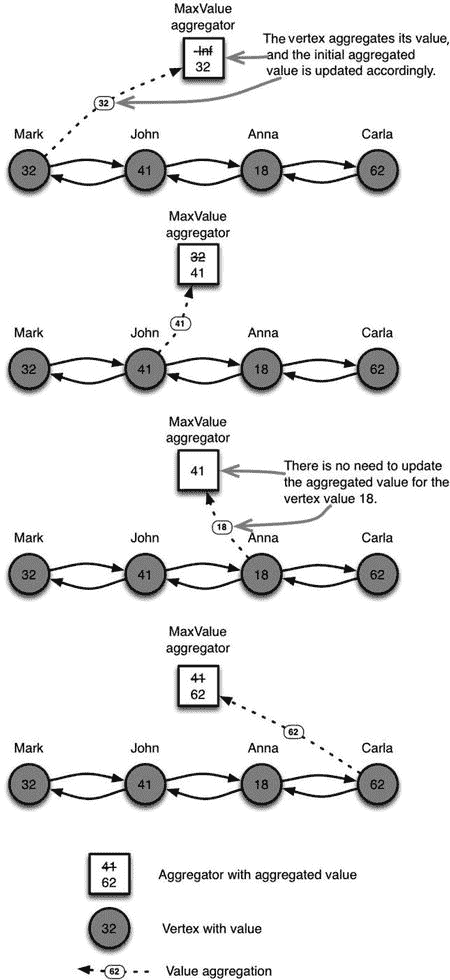 MaxValue
aggregator
-Inf
32
The vertex aggregates its value,
and the initial aggregated
value is updated accordingly.
32
Mark John Anna Carla
32 41 18 62
MaxValue
aggregator
32
41
41
Mark John Anna Carla
32 41 18 62
MaxValue
aggregator
41
There is no need to update
the aggregated value for the
vertex value 18.
18
Mark John Anna Carla
32 41 18 62
MaxValue
aggregator
41
62
62
Mark John Anna Carla
32 41 18 62
41
62
Aggregator with aggregated value
32 Vertex with value
62 Value aggregation